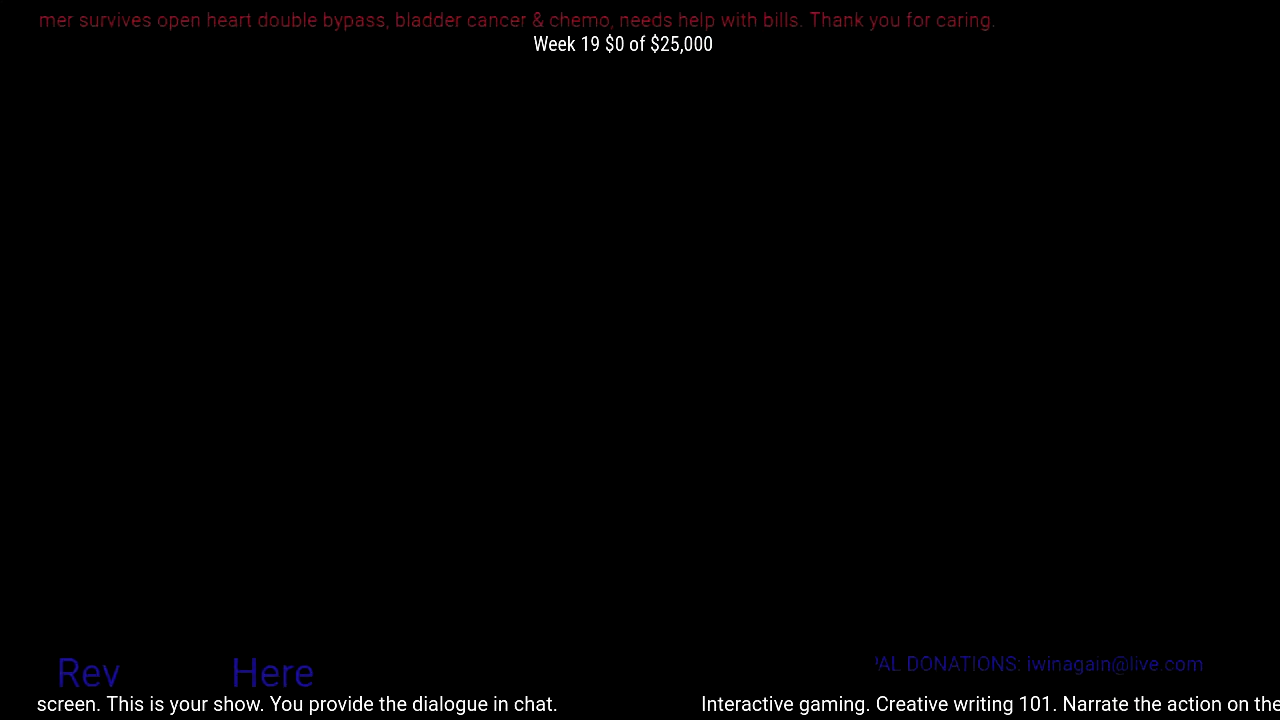 mer survives open heart double bypass, bladder cancer & chemo, needs help with bills. Thank you for caring.
Week 19 $0 of $25,000
AL DONATIONS: iwinagain@live.com
Rev Here
screen. This is your show. You provide the dialogue in chat. Interactive gaming. Creative writing 101. Narrate the action on the